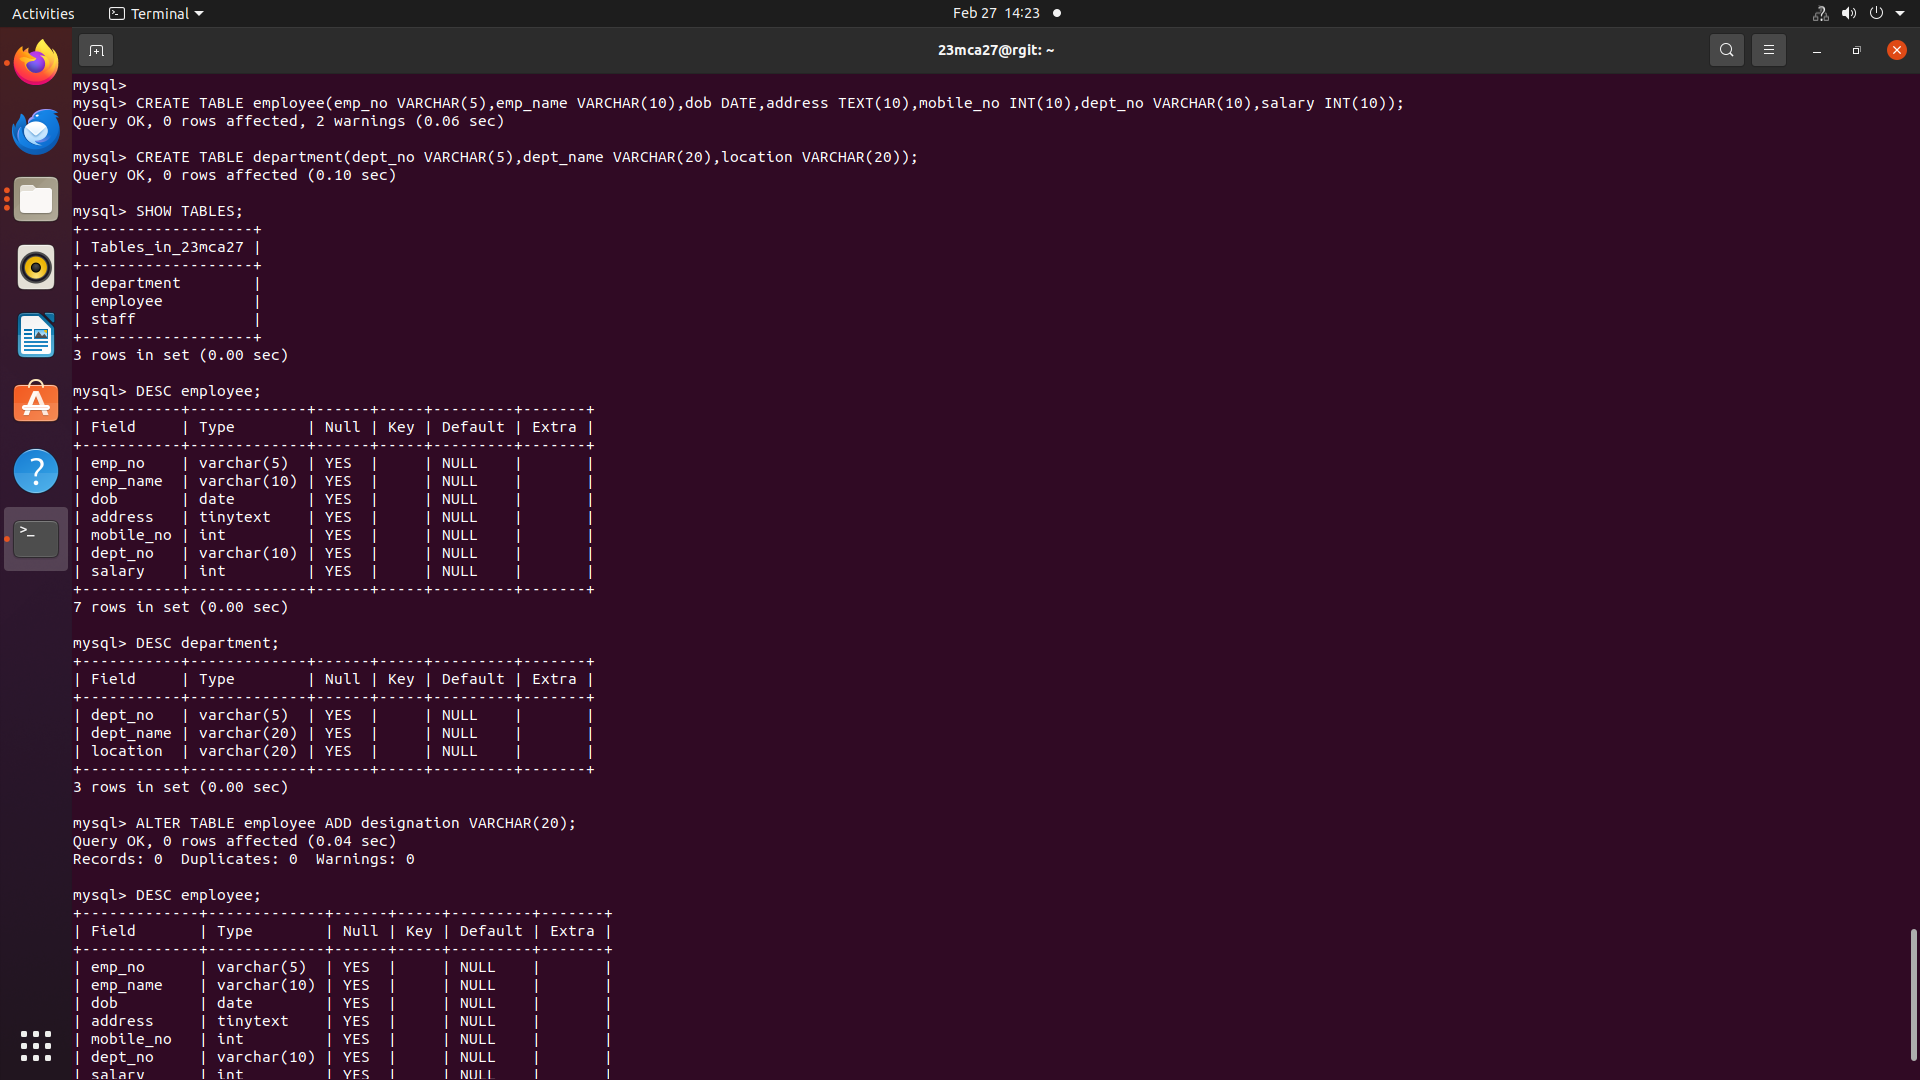 Activities
Terminal
Feb 27 14:23
23mca27@rgit: ~
mysql>
mysql> CREATE TABLE employee(emp_no VARCHAR(5),emp_name VARCHAR(10),dob DATE,address TEXT(10),mobile_no INT(10),dept_no VARCHAR(10),salary INT(10));
Query OK, 0 rows affected, 2 warnings (0.06 sec)
mysql> CREATE TABLE department(dept_no VARCHAR(5),dept_name VARCHAR(20),location VARCHAR(20));
Query OK, 0 rows affected (0.10 sec)
mysql> SHOW TABLES;
+-------------------+
| Tables_in_23mca27 |
+-------------------+
| department        |
| employee          |
| staff             |
+-------------------+
3 rows in set (0.00 sec)
mysql> DESC employee;
+-----------+-------------+------+-----+---------+-------+
| Field     | Type        | Null | Key | Default | Extra |
+-----------+-------------+------+-----+---------+-------+
| emp_no    | varchar(5)  | YES  |     | NULL    |       |
| emp_name  | varchar(10) | YES  |     | NULL    |       |
| dob       | date        | YES  |     | NULL    |       |
| address   | tinytext    | YES  |     | NULL    |       |
| mobile_no | int         | YES  |     | NULL    |       |
| dept_no   | varchar(10) | YES  |     | NULL    |       |
| salary    | int         | YES  |     | NULL    |       |
+-----------+-------------+------+-----+---------+-------+
7 rows in set (0.00 sec)
mysql> DESC department;
+-----------+-------------+------+-----+---------+-------+
| Field     | Type        | Null | Key | Default | Extra |
+-----------+-------------+------+-----+---------+-------+
| dept_no   | varchar(5)  | YES  |     | NULL    |       |
| dept_name | varchar(20) | YES  |     | NULL    |       |
| location  | varchar(20) | YES  |     | NULL    |       |
+-----------+-------------+------+-----+---------+-------+
3 rows in set (0.00 sec)
mysql> ALTER TABLE employee ADD designation VARCHAR(20);
Query OK, 0 rows affected (0.04 sec)
Records: 0  Duplicates: 0  Warnings: 0
mysql> DESC employee;
+-------------+-------------+------+-----+---------+-------+
| Field       | Type        | Null | Key | Default | Extra |
+-------------+-------------+------+-----+---------+-------+
| emp_no      | varchar(5)  | YES  |     | NULL    |       |
| emp_name    | varchar(10) | YES  |     | NULL    |       |
| dob         | date        | YES  |     | NULL    |       |
| address     | tinytext    | YES  |     | NULL    |       |
| mobile_no   | int         | YES  |     | NULL    |       |
| dept_no     | varchar(10) | YES  |     | NULL    |       |
| salary      | int         | YES  |     | NULL    |       |